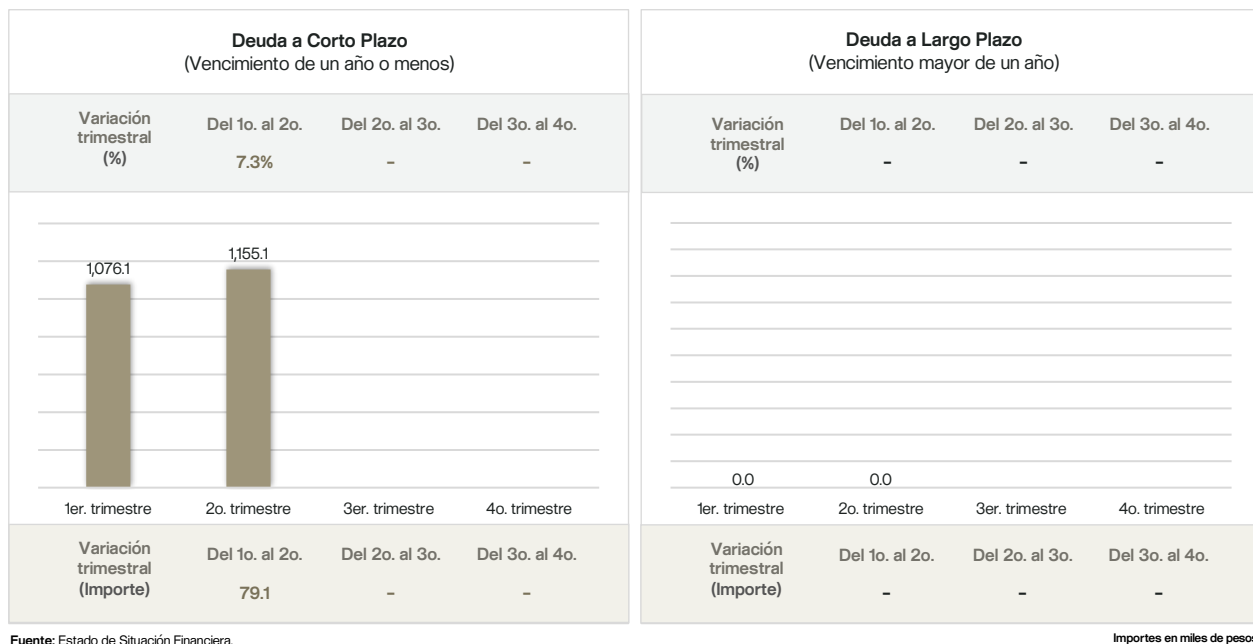 Deuda a Corto Plazo
(Vencimiento de un año o menos)
Variación trimestral (%)
Del 1o. al 2o.
Del 2o. al 3o.
Del 3o. al 4o.
7.3%
-
-
1,076.1
1,155.1
1er. trimestre
2o. trimestre
3er. trimestre
4o. trimestre
Variación trimestral (Importe)
Del 1o. al 2o.
Del 2o. al 3o.
Del 3o. al 4o.
79.1
-
-
Deuda a Largo Plazo
(Vencimiento mayor de un año)
Variación trimestral (%)
Del 1o. al 2o.
Del 2o. al 3o.
Del 3o. al 4o.
-
-
-
0.0
0.0
1er. trimestre
2o. trimestre
3er. trimestre
4o. trimestre
Variación trimestral (Importe)
Del 1o. al 2o.
Del 2o. al 3o.
Del 3o. al 4o.
-
-
-
Fuente: Estado de Situación Financiera.
Importes en miles de pesos